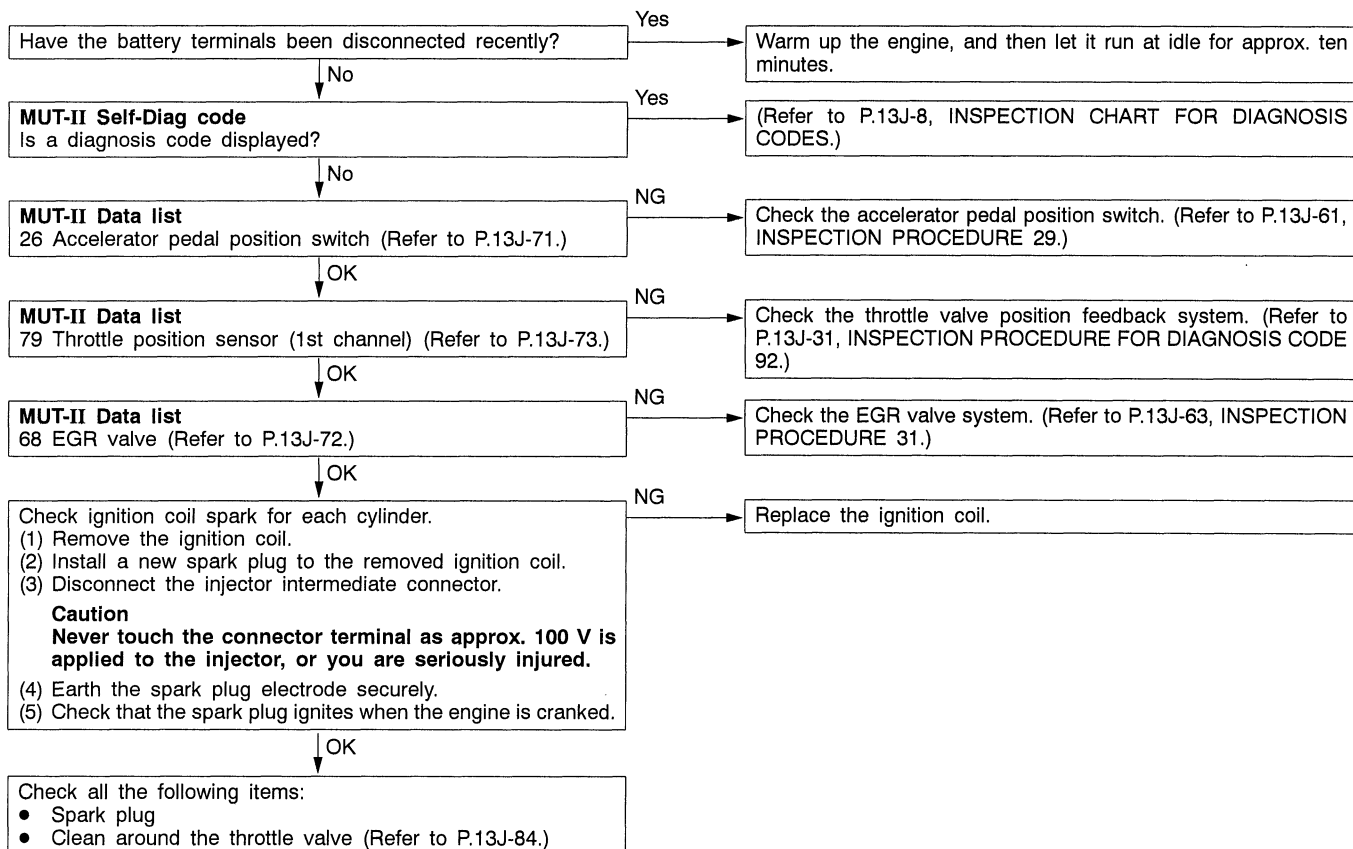 Have the battery terminals been disconnected recently?
Yes
Warm up the engine, and then let it run at idle for approx. ten
minutes.
No
MUT-II Self-Diag code
Is a diagnosis code displayed?
Yes
(Refer to P.13J-8, INSPECTION CHART FOR DIAGNOSIS
CODES.)
No
MUT-II Data list
26 Accelerator pedal position switch (Refer to P.13J-71.)
NG
Check the accelerator pedal position switch. (Refer to P.13J-61,
INSPECTION PROCEDURE 29.)
OK
MUT-II Data list
79 Throttle position sensor (1st channel) (Refer to P.13J-73.)
NG
Check the throttle valve position feedback system. (Refer to
P.13J-31, INSPECTION PROCEDURE FOR DIAGNOSIS CODE
92.)
OK
MUT-II Data list
68 EGR valve (Refer to P.13J-72.)
NG
Check the EGR valve system. (Refer to P.13J-63, INSPECTION
PROCEDURE 31.)
OK
Check ignition coil spark for each cylinder.
(1) Remove the ignition coil.
(2) Install a new spark plug to the removed ignition coil.
(3) Disconnect the injector intermediate connector.
Caution
Never touch the connector terminal as approx. 100 V is
applied to the injector, or you are seriously injured.
(4) Earth the spark plug electrode securely.
(5) Check that the spark plug ignites when the engine is cranked.
NG
Replace the ignition coil.
OK
Check all the following items:
● Spark plug
● Clean around the throttle valve (Refer to P.13J-84.)